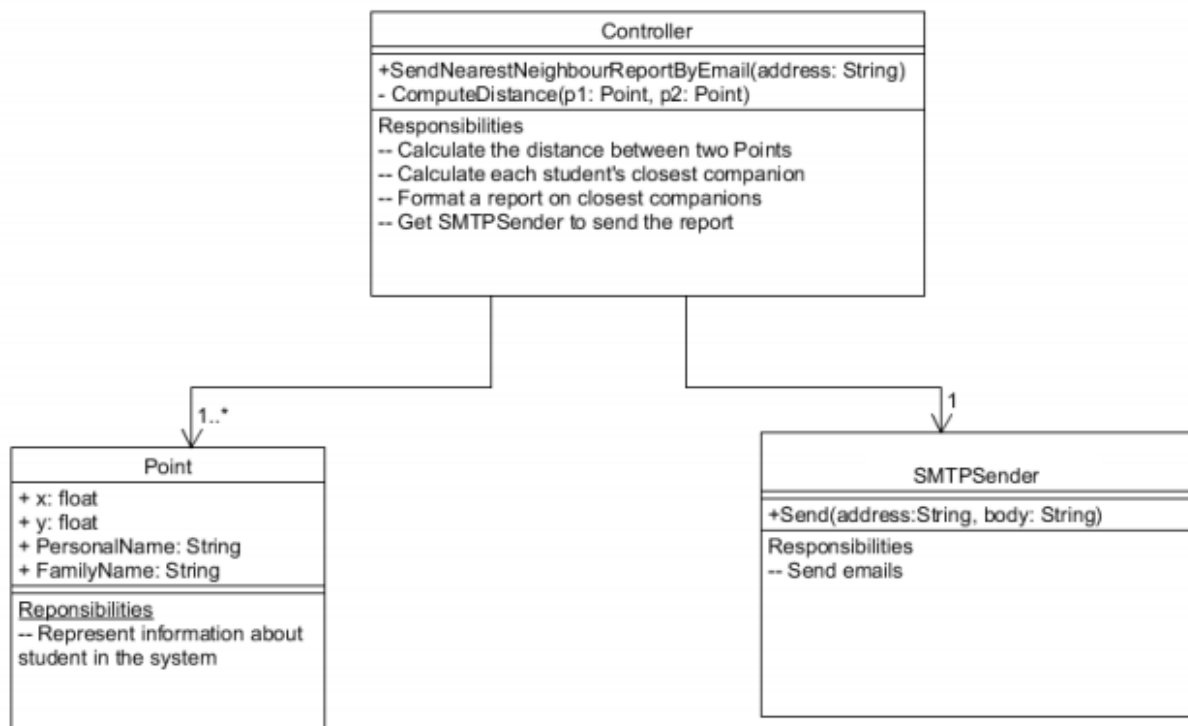 Controller
+SendNearestNeighbourReportByEmail(address: String)
- ComputeDistance(p1: Point, p2: Point)
Responsibilities
-- Calculate the distance between two Points
-- Calculate each student's closest companion
-- Format a report on closest companions
-- Get SMTPSender to send the report
1..*
1
Point
+ x: float
+ y: float
+ PersonalName: String
+ FamilyName: String
Reponsibilities
-- Represent information about
student in the system
SMTPSender
+Send(address:String, body: String)
Responsibilities
-- Send emails